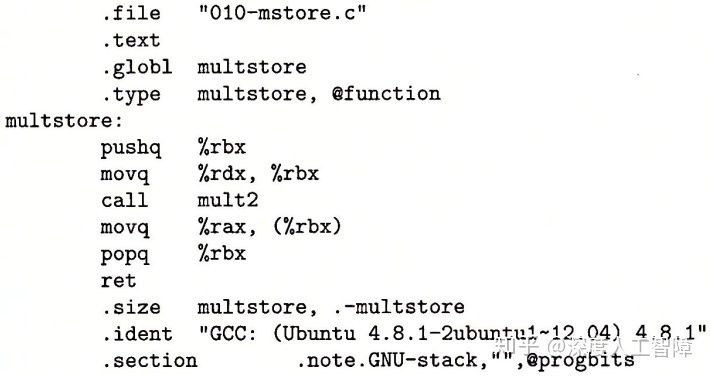 .file "010-mstore.c"
.text
.globl multstore
.type multstore, @function
multstore:
pushq %rbx
movq %rdx, %rbx
call mult2
movq %rax, (%rbx)
popq %rbx
ret
.size multstore, .-multstore
.ident "GCC: (Ubuntu 4.8.1-2ubuntu1~12.04) 4.8.1"
.section .note.GNU-stack,"",@progbits
知乎 @深度人工智障